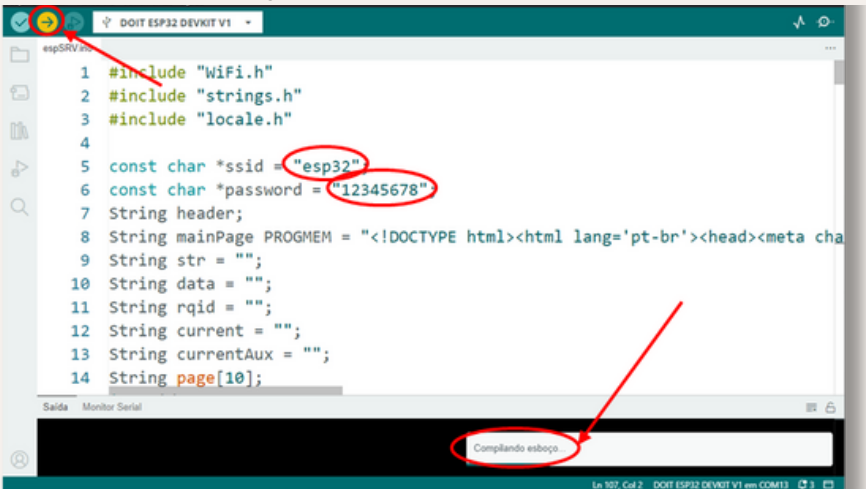 DOIT ESP32 DEVKIT V1
espSRV.ino
1 #include "WiFi.h"
2 #include "strings.h"
3 #include "locale.h"
4
5 const char *ssid = "esp32";
6 const char *password = "12345678";
7 String header;
8 String mainPage PROGMEM = "<!DOCTYPE html><html lang='pt-br'><head><meta cha
9 String str = "";
10 String data = "";
11 String rqid = "";
12 String current = "";
13 String currentAux = "";
14 String page[10];
Saída Monitor Serial
Compilando esboço...
Ln 107, Col 2 DOIT ESP32 DEVKIT V1 em COM13 3